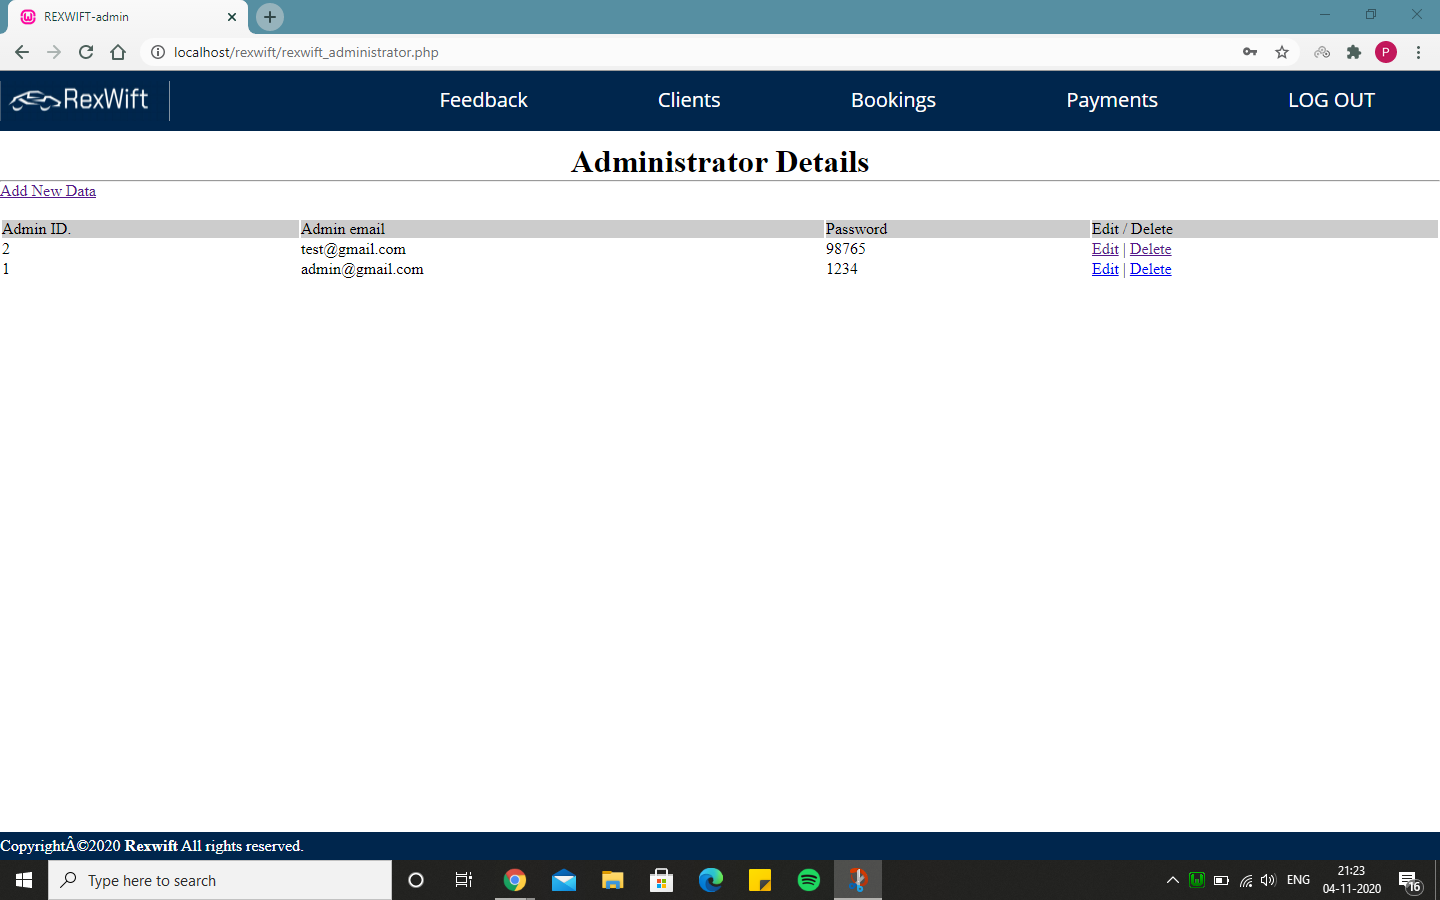 REXWIFT-admin
localhost/rexwift/rexwift_administrator.php
P
RexWift Feedback Clients Bookings Payments LOG OUT
Administrator Details
Add New Data
Admin ID. Admin email Password Edit / Delete
2 test@gmail.com 98765 Edit | Delete
1 admin@gmail.com 1234 Edit | Delete
CopyrightÂ©2020 Rexwift All rights reserved.
Type here to search
ENG
21:23
04-11-2020
16